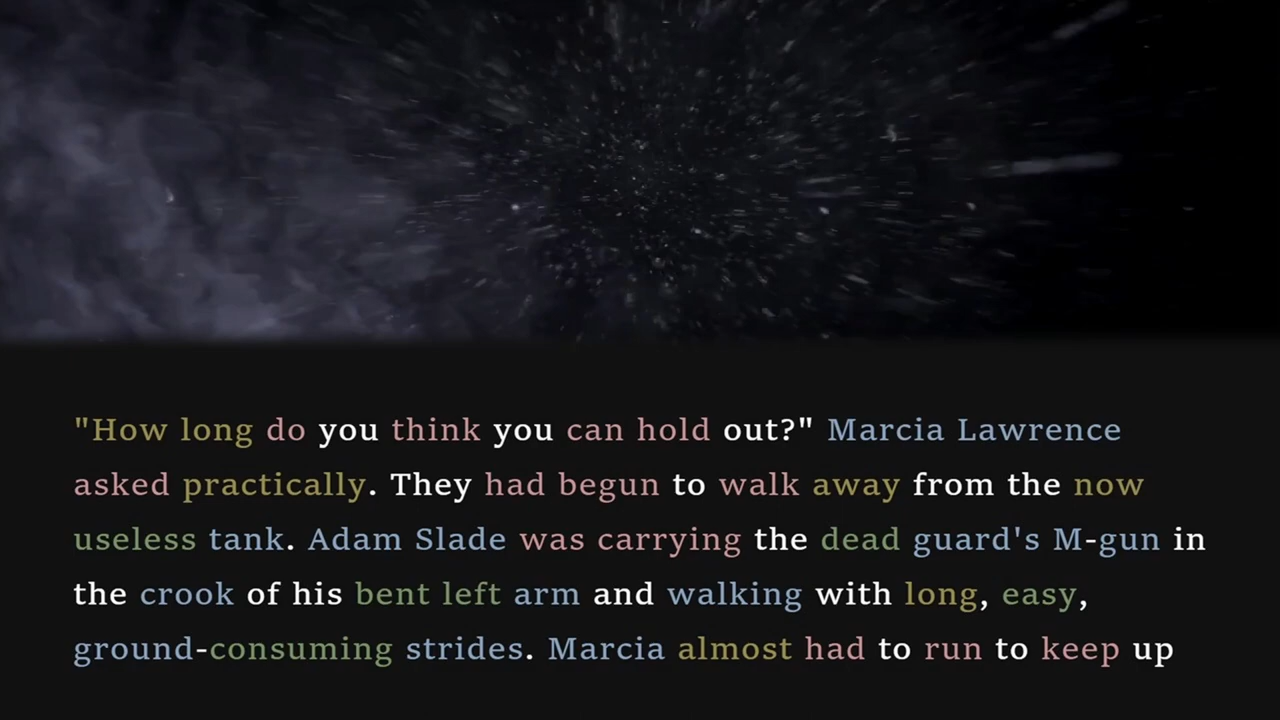 "How long do you think you can hold out?" Marcia Lawrence
asked practically. They had begun to walk away from the now
useless tank. Adam Slade was carrying the dead guard's M-gun in
the crook of his bent left arm and walking with long, easy,
ground-consuming strides. Marcia almost had to run to keep up